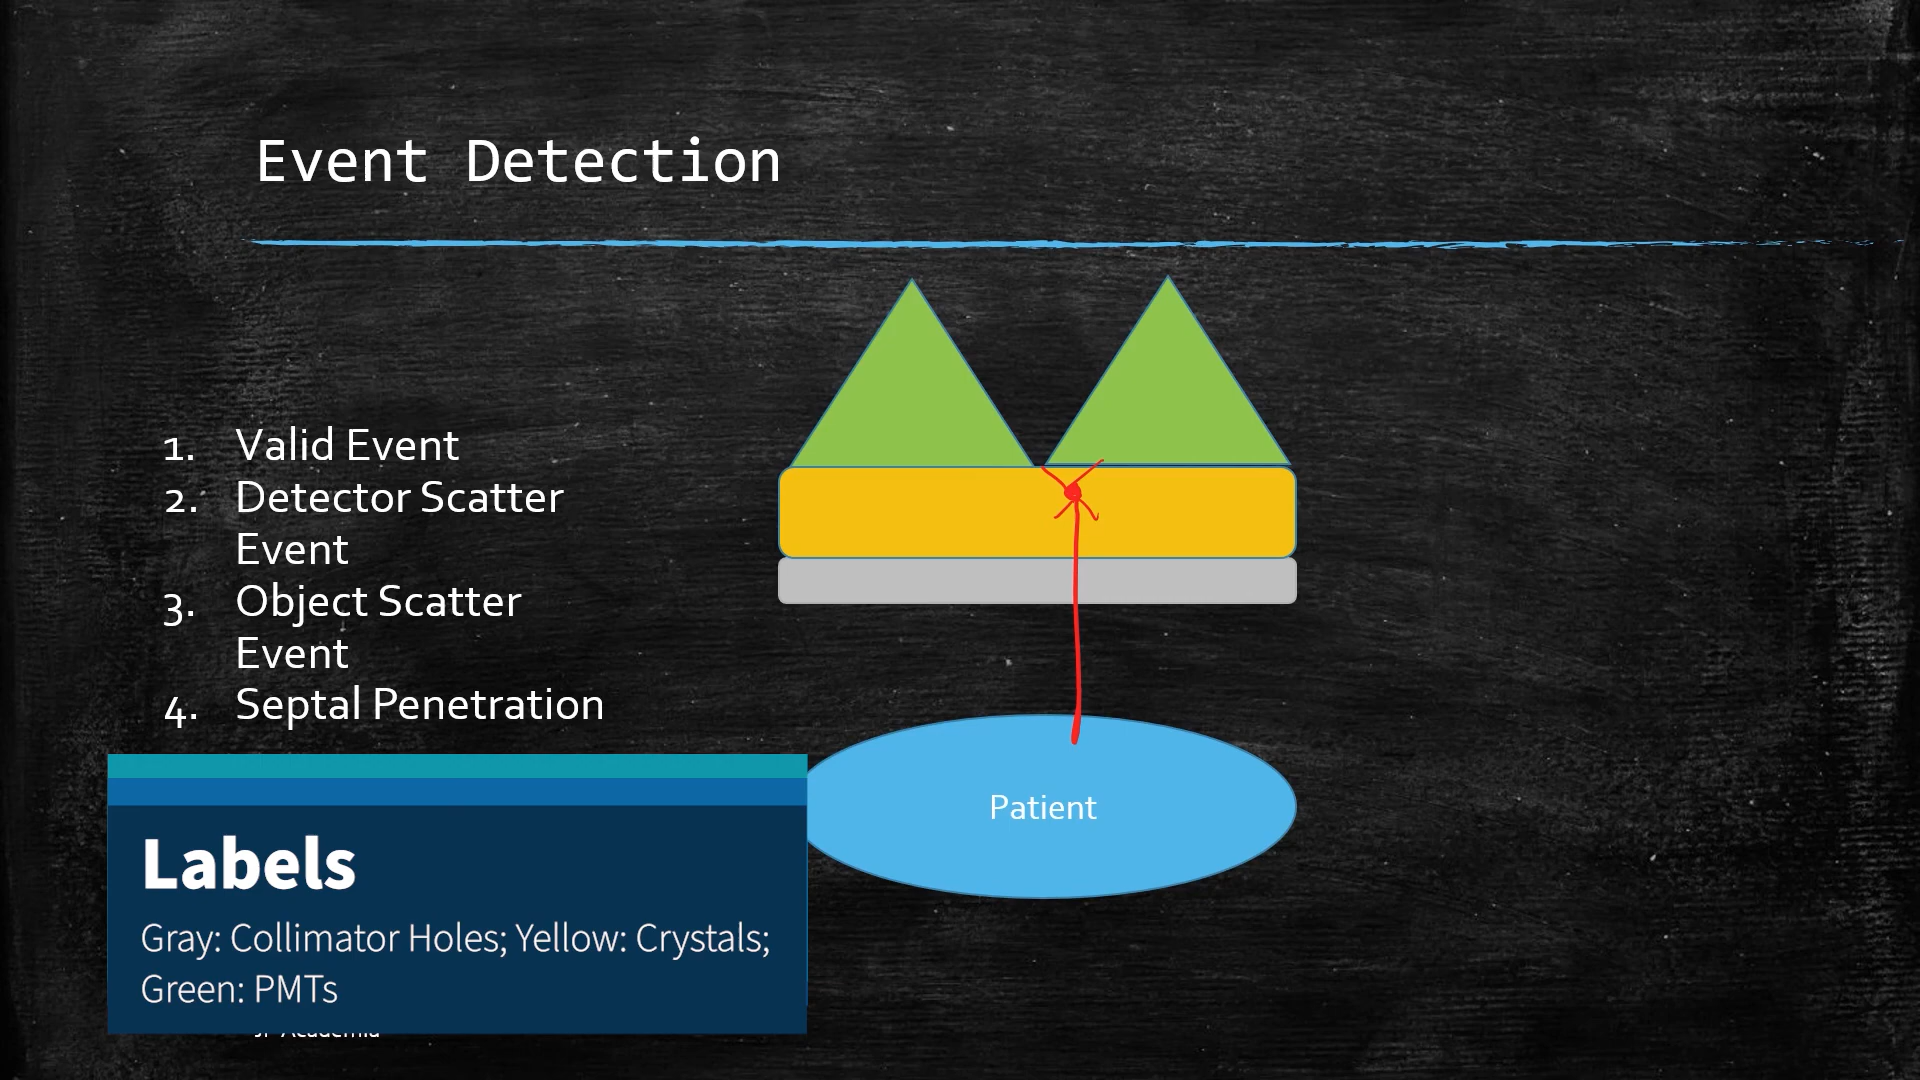 Event Detection
1. Valid Event
2. Detector Scatter
Event
3. Object Scatter
Event
4. Septal Penetration
Patient
Labels
Gray: Collimator Holes; Yellow: Crystals;
Green: PMTs
Academia